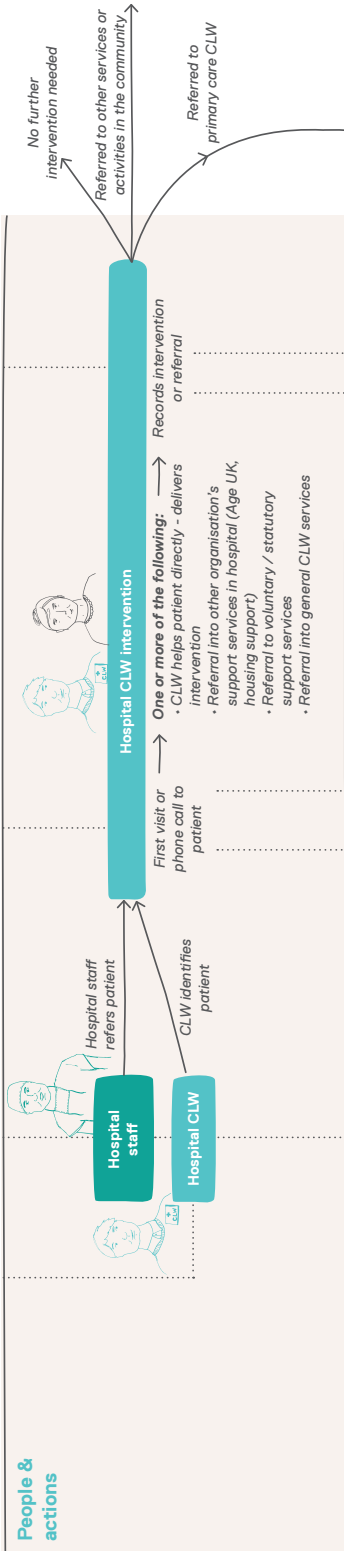 People &
actions
Hospital
staff
Hospital CLW
CLW
Hospital staff
refers patient
CLW identifies
patient
CLW
Hospital CLW intervention
First visit or
phone call to
patient
One or more of the following:
• CLW helps patient directly - delivers
intervention
• Referral into other organisation's
support services in hospital (Age UK,
housing support)
• Referral to voluntary / statutory
support services
• Referral into general CLW services
Records intervention
or referral
No further
intervention needed
Referred to other services or
activities in the community
Referred to
primary care CLW